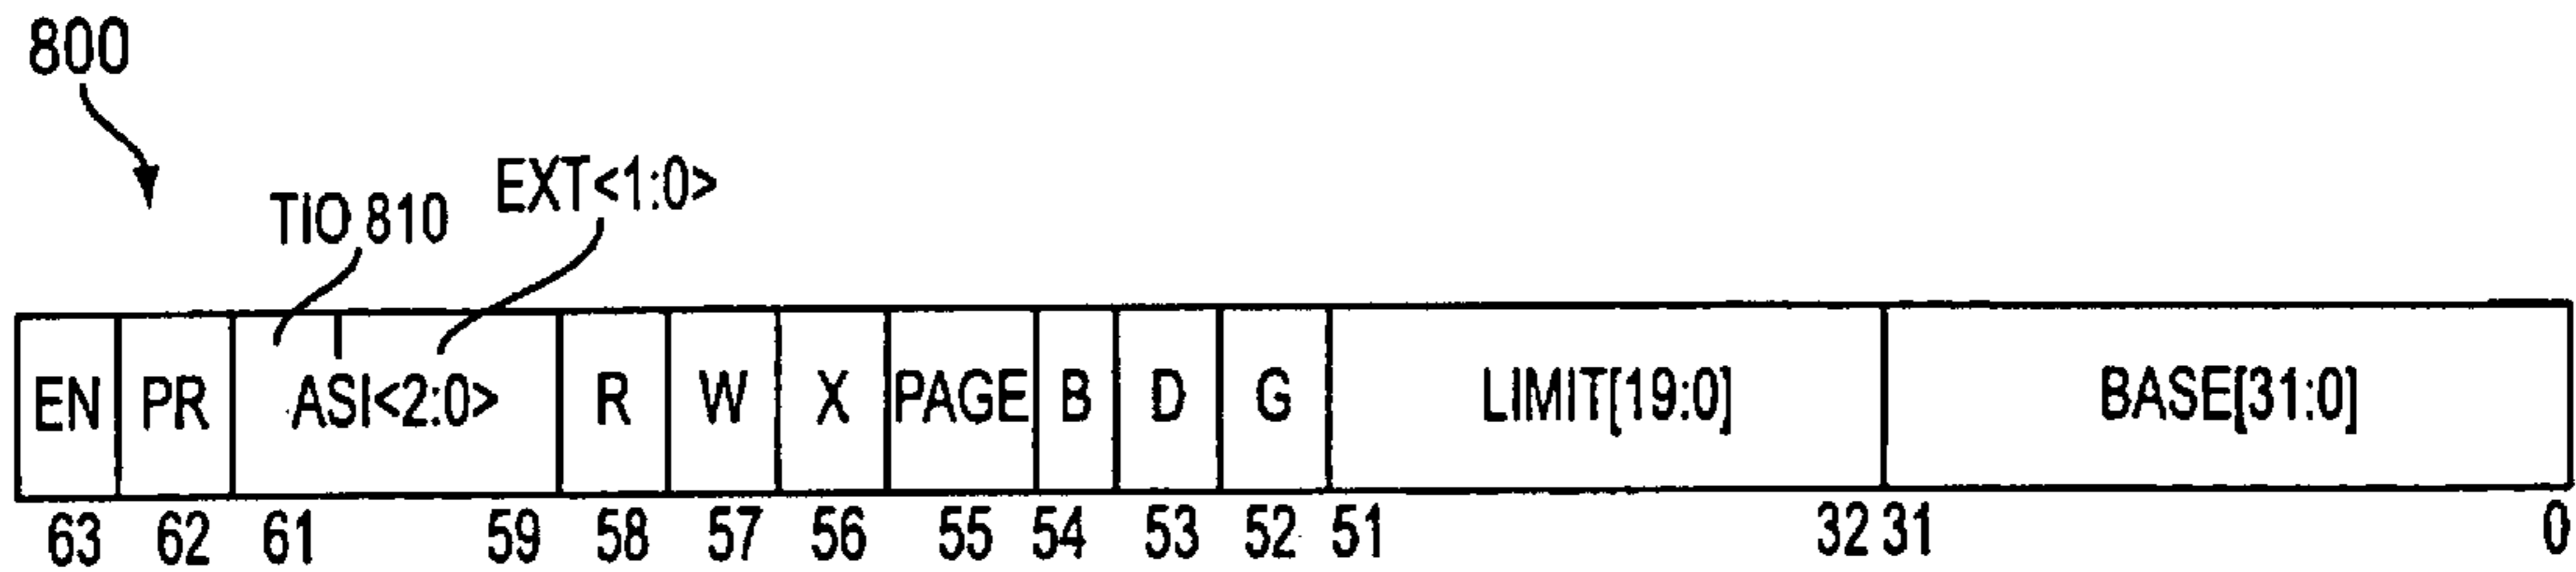 800
TIO 810
EXT<1:0>
EN PR ASI<2:0> R W X PAGE B D G LIMIT[19:0] BASE[31:0]
63 62 61 59 58 57 56 55 54 53 52 51 32 31 0